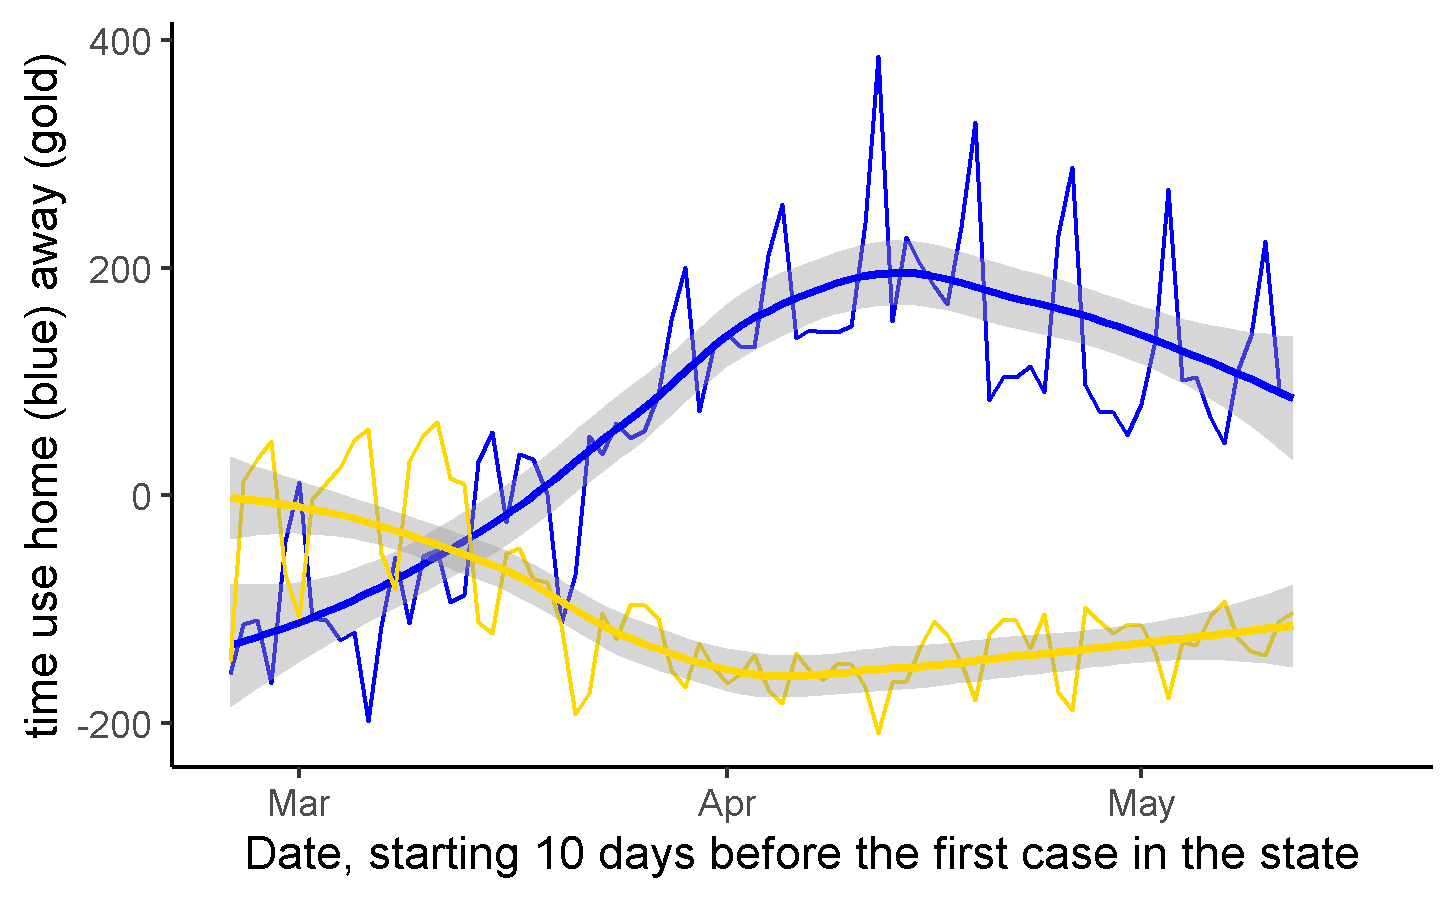 time use home (blue) away (gold)
400
200
0
-200
Mar
Apr
May
Date, starting 10 days before the first case in the state